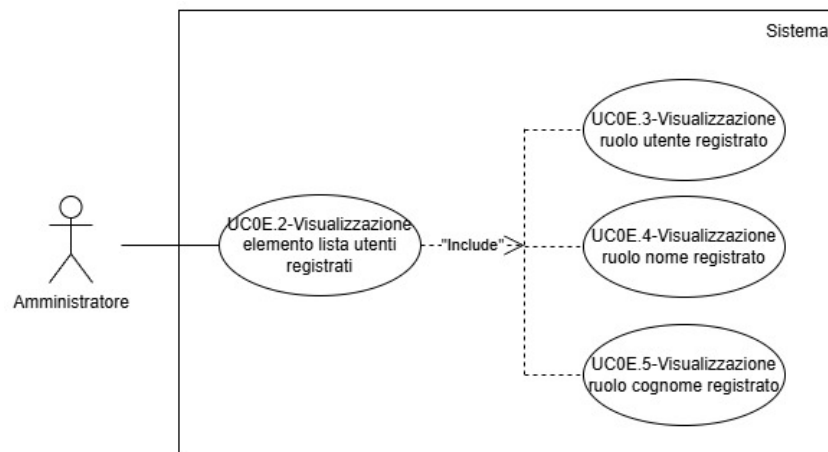 Sistema
UC0E.3-Visualizzazione
ruolo utente registrato
UC0E.2-Visualizzazione
elemento lista utenti
registrati
"Include"
UC0E.4-Visualizzazione
ruolo nome registrato
Amministratore
UC0E.5-Visualizzazione
ruolo cognome registrato